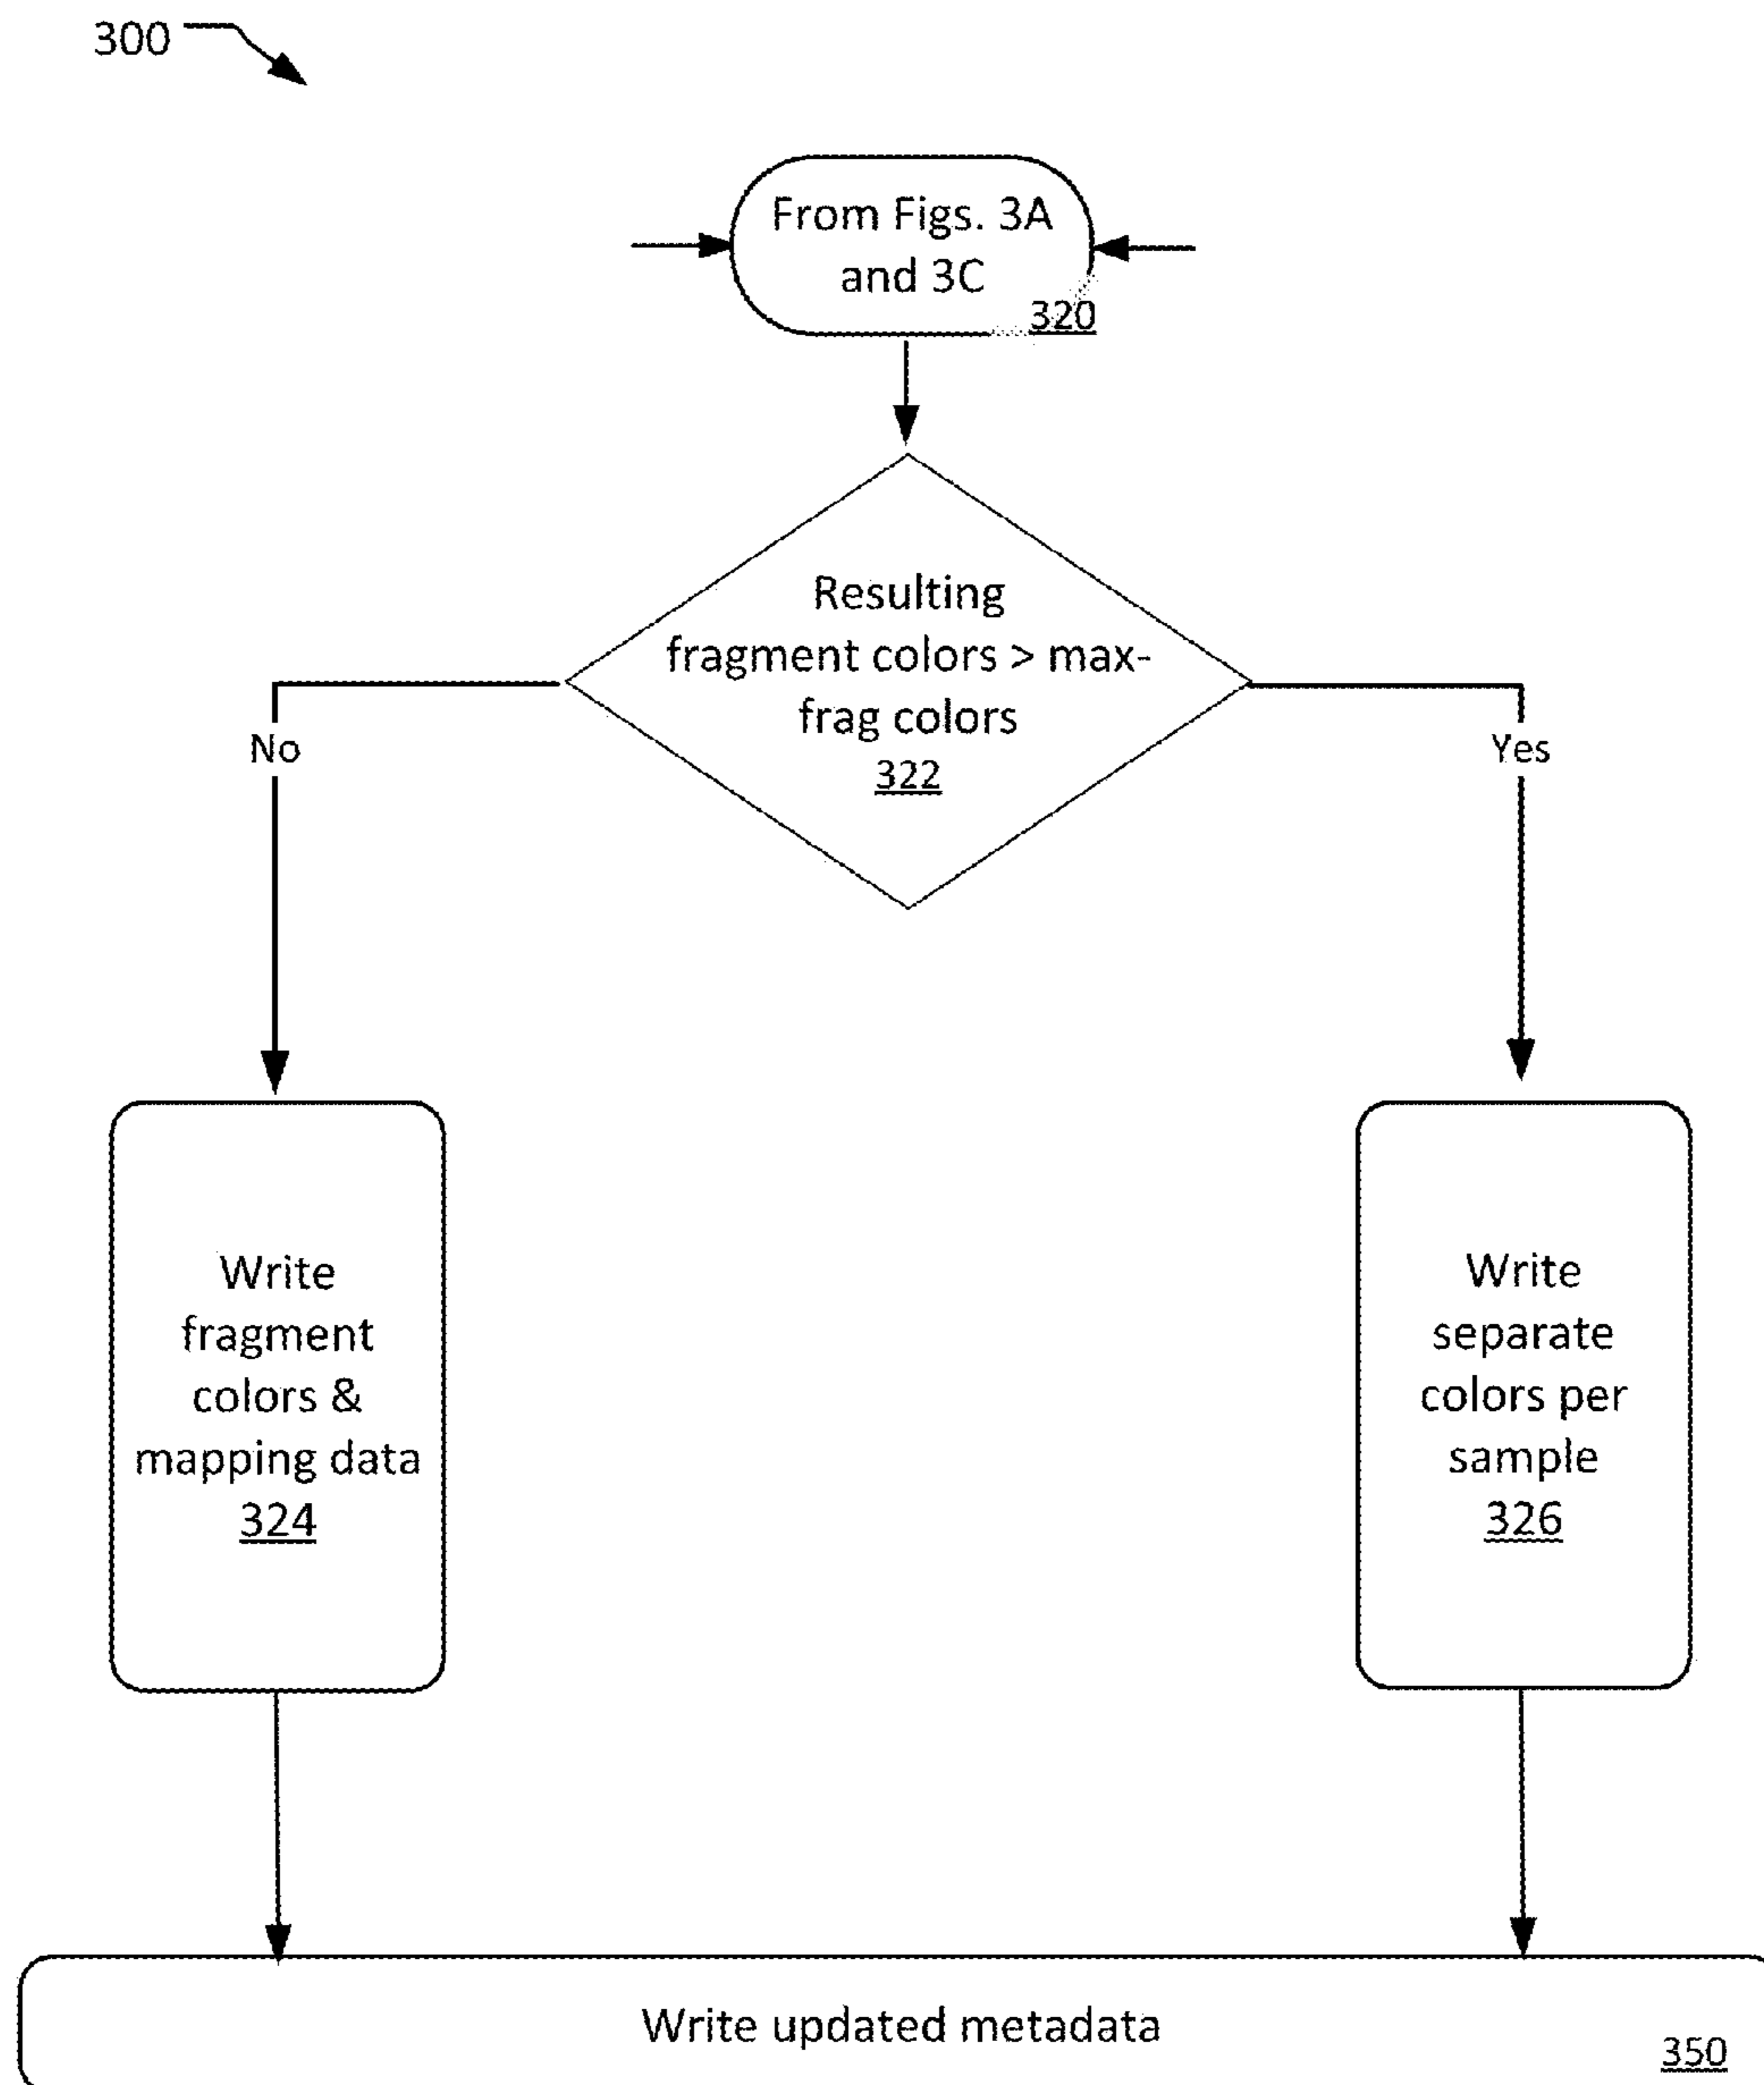 300
From Figs. 3A
and 3C
320
Resulting
fragment colors > max-
frag colors
322
No
Yes
Write
fragment
colors &
mapping data
324
Write
separate
colors per
sample
326
Write updated metadata
350